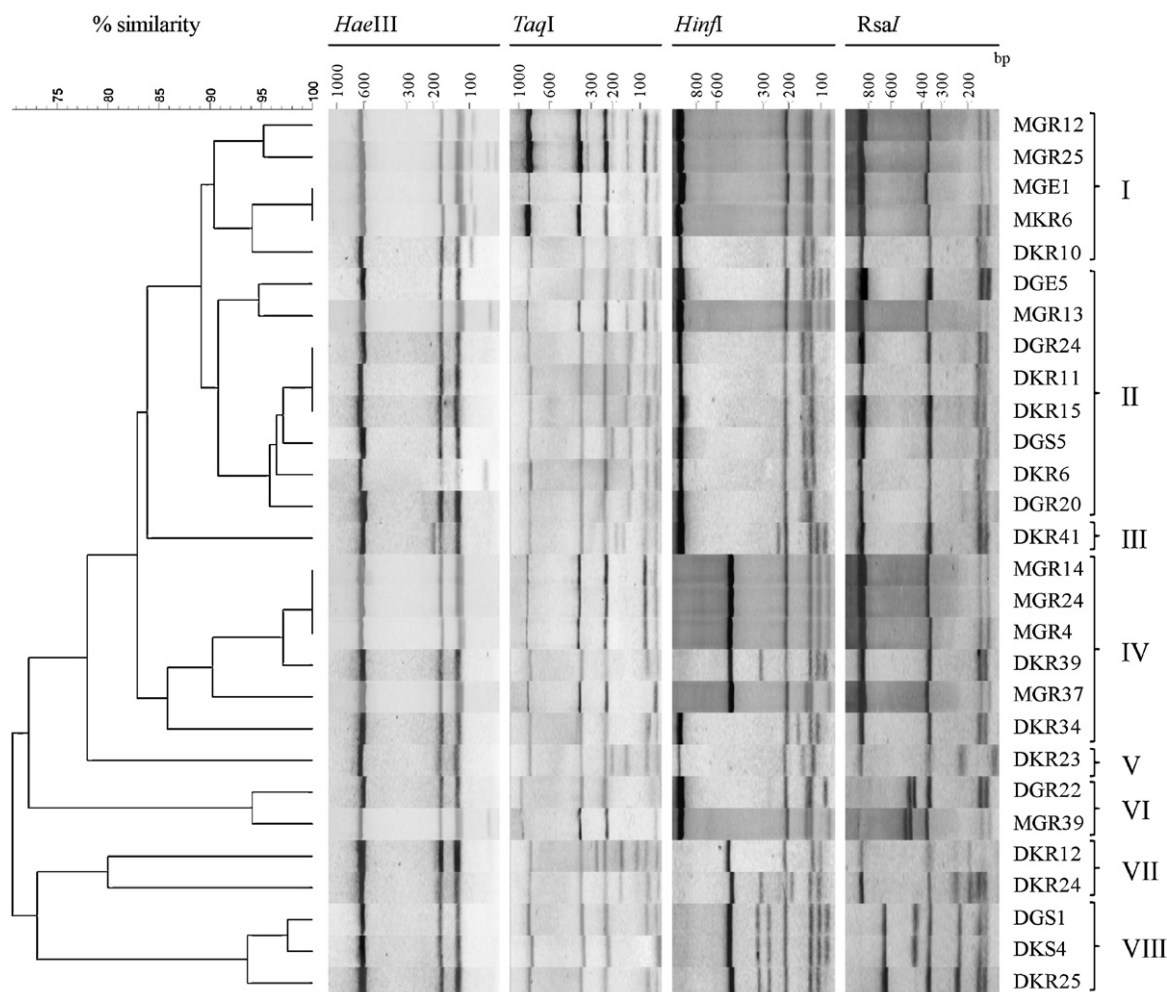 % similarity HaeIII TaqI HinfI RsaI
bp
75 80 85 90 95 100 1000 600 300 200 100 1000 600 300 200 100 800 600 300 200 100 800 600 400 300 200
MGR12
MGR25
MGE1 I
MKR6
DKR10
DGE5
MGR13
DGR24
DKR11 II
DKR15
DGS5
DKR6
DGR20
DKR41 III
MGR14
MGR24
MGR4 IV
DKR39
MGR37
DKR34
DKR23 V
DGR22 VI
MGR39
DKR12 VII
DKR24
DGS1
DKS4 VIII
DKR25